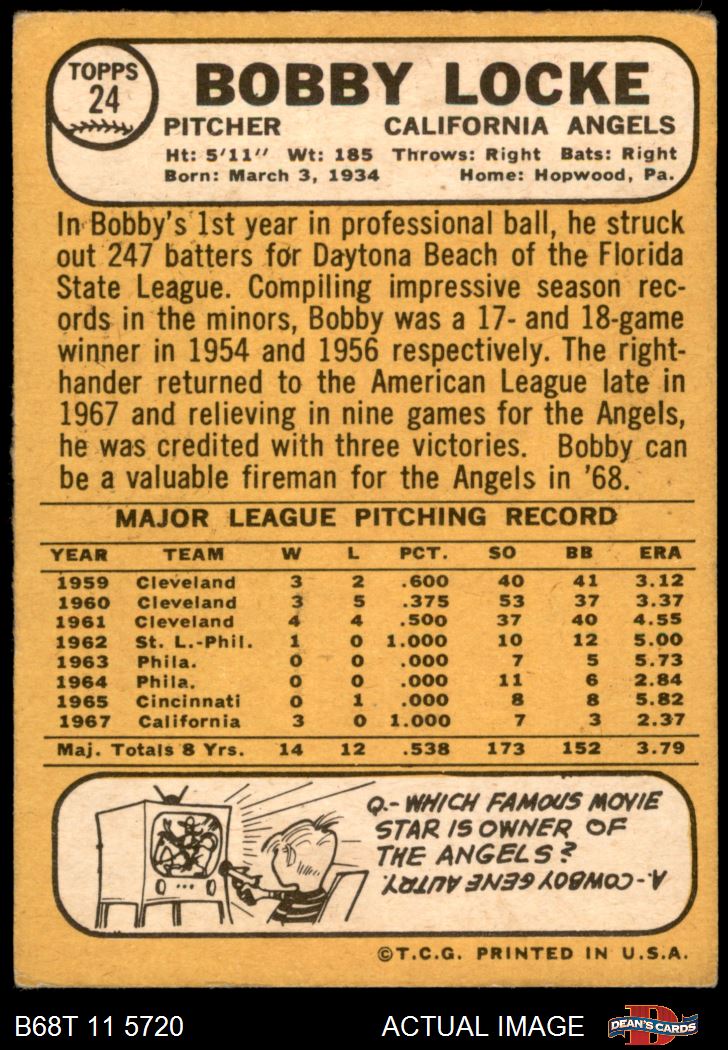 TOPPS
24
BOBBY LOCKE
PITCHER CALIFORNIA ANGELS
Ht: 5'11" Wt: 185 Throws: Right Bats: Right
Born: March 3, 1934 Home: Hopwood, Pa.
In Bobby's 1st year in professional ball, he struck
out 247 batters for Daytona Beach of the Florida
State League. Compiling impressive season rec-
ords in the minors, Bobby was a 17- and 18-game
winner in 1954 and 1956 respectively. The right-
hander returned to the American League late in
1967 and relieving in nine games for the Angels,
he was credited with three victories. Bobby can
be a valuable fireman for the Angels in '68.
MAJOR LEAGUE PITCHING RECORD
YEAR TEAM W L PCT. SO BB ERA
1959 Cleveland 3 2 .600 40 41 3.12
1960 Cleveland 3 5 .375 53 37 3.37
1961 Cleveland 4 4 .500 37 40 4.55
1962 St. L.-Phil. 1 0 1.000 10 12 5.00
1963 Phila. 0 0 .000 7 5 5.73
1964 Phila. 0 0 .000 11 6 2.84
1965 Cincinnati 0 1 .000 8 8 5.82
1967 California 3 0 1.000 7 3 2.37
Maj. Totals 8 Yrs. 14 12 .538 173 152 3.79
Q.- WHICH FAMOUS MOVIE
STAR IS OWNER OF
THE ANGELS?
A-COWBOY GENE AUTRY.
©T.C.G. PRINTED IN U.S.A.
B68T 11 5720 ACTUAL IMAGE DEAN'S CARDS